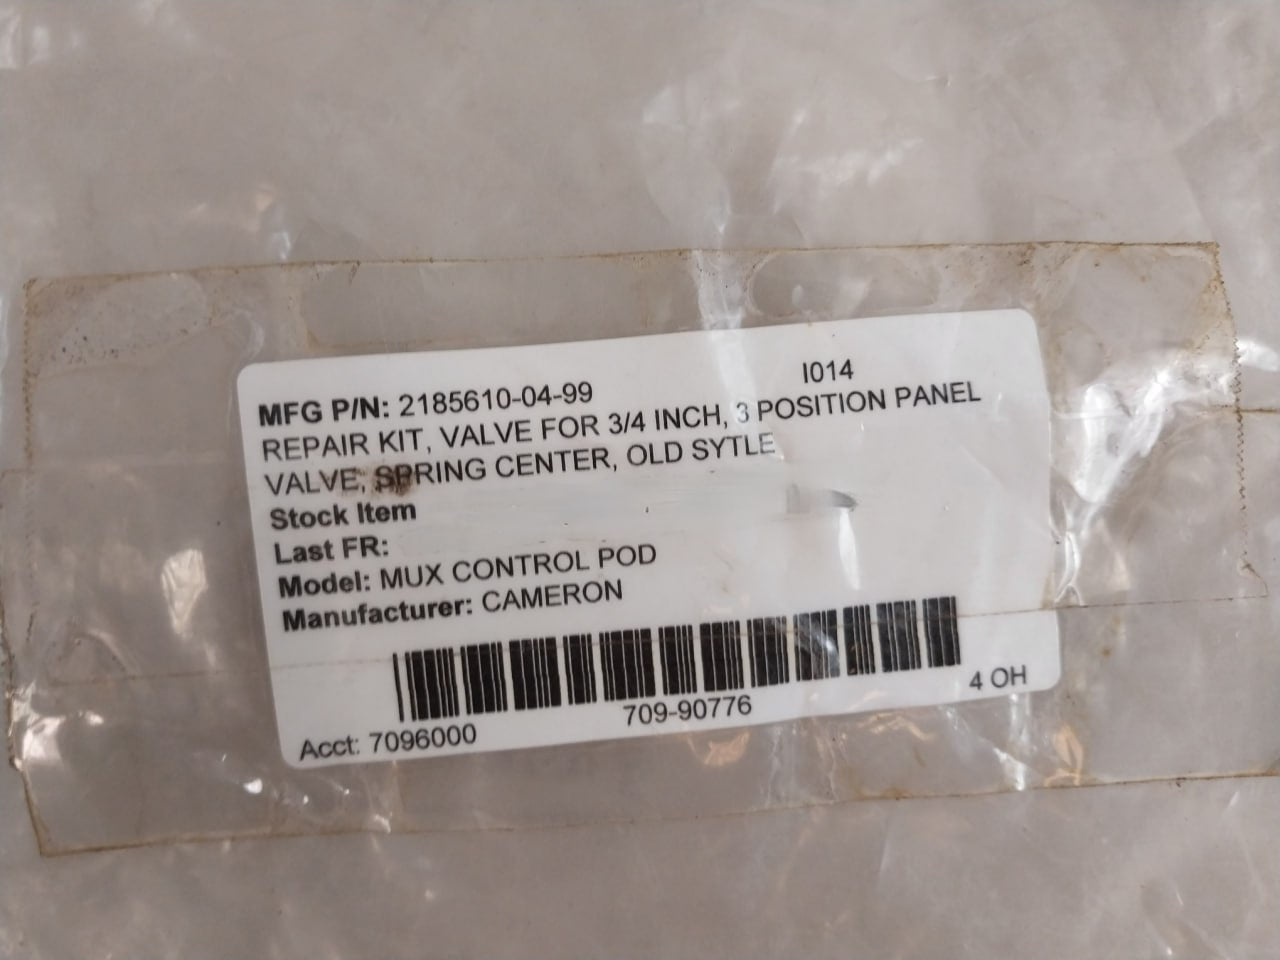 I014
MFG P/N: 2185610-04-99
REPAIR KIT, VALVE FOR 3/4 INCH, 3 POSITION PANEL
VALVE, SPRING CENTER, OLD SYTLE
Stock Item
Last FR:
Model: MUX CONTROL POD
Manufacturer: CAMERON
4 OH
709-90776
Acct: 7096000